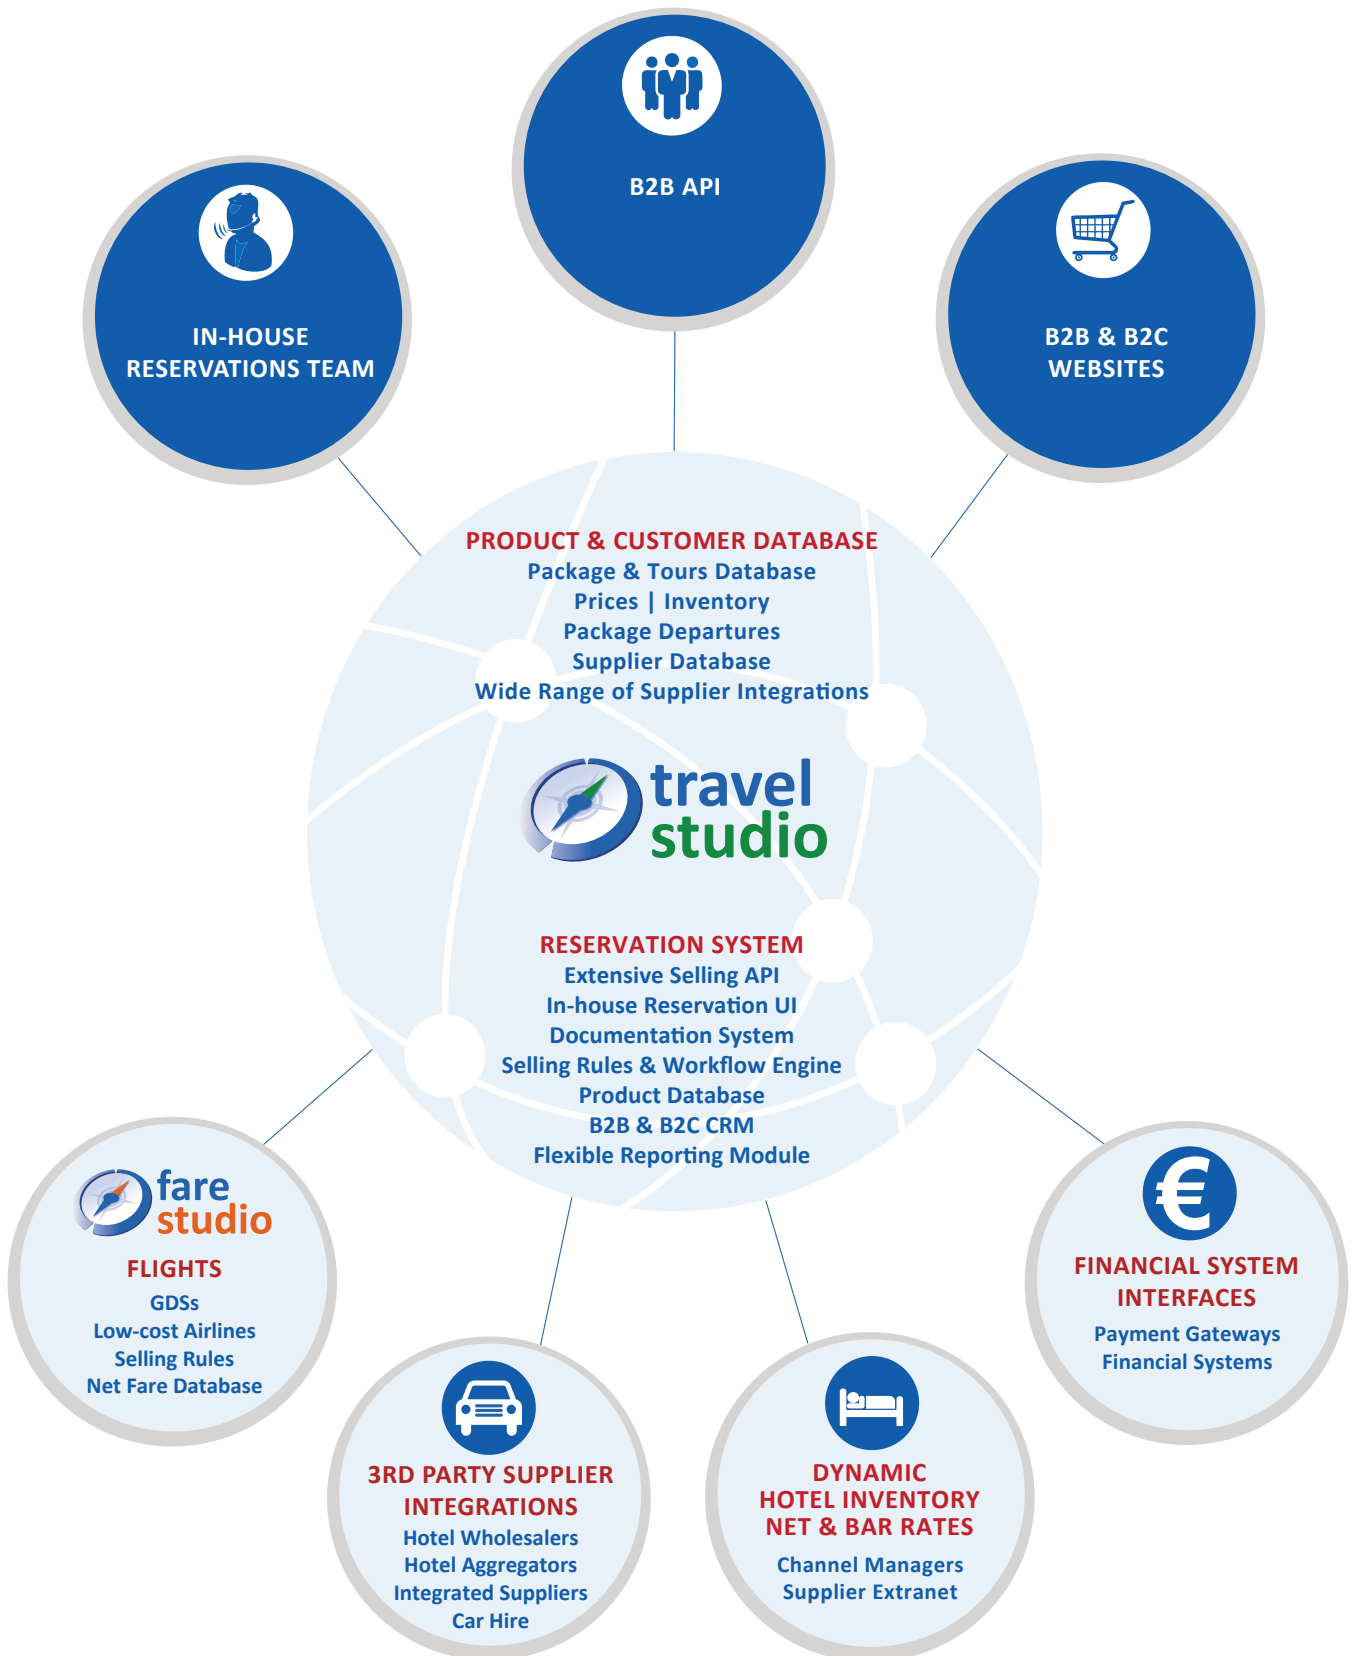 B2B API
IN-HOUSE
RESERVATIONS TEAM
B2B & B2C
WEBSITES
PRODUCT & CUSTOMER DATABASE
Package & Tours Database
Prices | Inventory
Package Departures
Supplier Database
Wide Range of Supplier Integrations
travel
studio
RESERVATION SYSTEM
Extensive Selling API
In-house Reservation UI
Documentation System
Selling Rules & Workflow Engine
Product Database
B2B & B2C CRM
Flexible Reporting Module
fare
studio
FLIGHTS
GDSs
Low-cost Airlines
Selling Rules
Net Fare Database
3RD PARTY SUPPLIER
INTEGRATIONS
Hotel Wholesalers
Hotel Aggregators
Integrated Suppliers
Car Hire
DYNAMIC
HOTEL INVENTORY
NET & BAR RATES
Channel Managers
Supplier Extranet
€
FINANCIAL SYSTEM
INTERFACES
Payment Gateways
Financial Systems